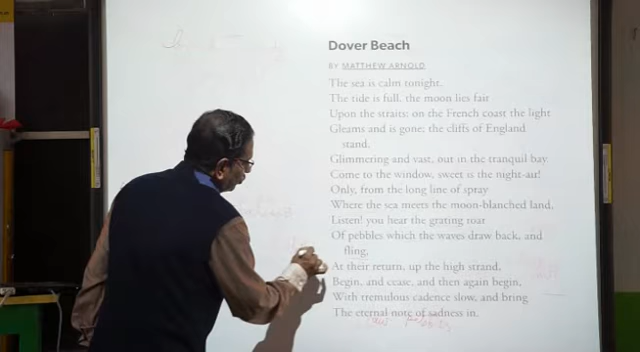 Dover Beach
BY MATTHEW ARNOLD
The sea is calm tonight.
The tide is full, the moon lies fair
Upon the straits; on the French coast the light
Gleams and is gone; the cliffs of England
stand,
Glimmering and vast, out in the tranquil bay
Come to the window, sweet is the night-air!
Only, from the long line of spray
Where the sea meets the moon-blanched land,
Listen! you hear the grating roar
Of pebbles which the waves draw back, and
fling,
At their return, up the high strand,
Begin, and cease, and then again begin,
With tremulous cadence slow, and bring
The eternal note of sadness in.